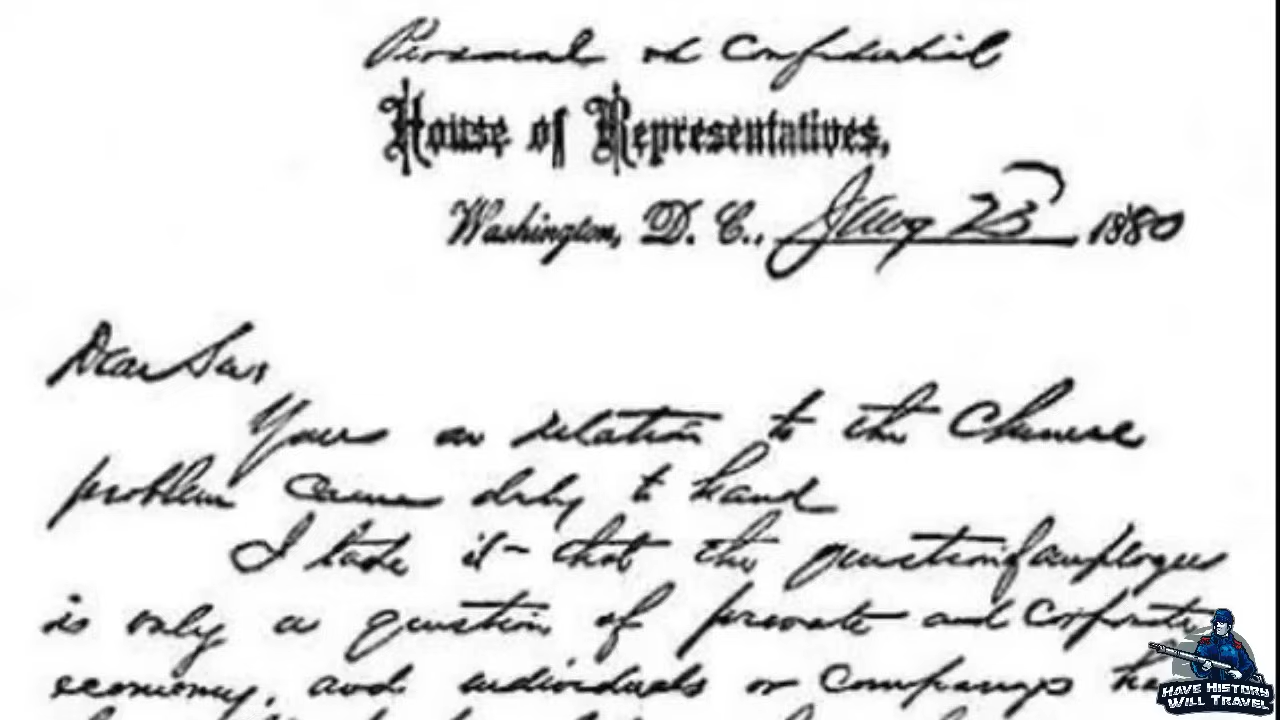 Personal and Confidential
House of Representatives,
Washington, D. C., Jany 23 1880
Dear Sir,
Yours in relation to the Chinese
problem came duly to hand
I take it that the question of employees
is only a question of private and corporate
economy, and individuals or companys
HAVE HISTORY
WILL TRAVEL